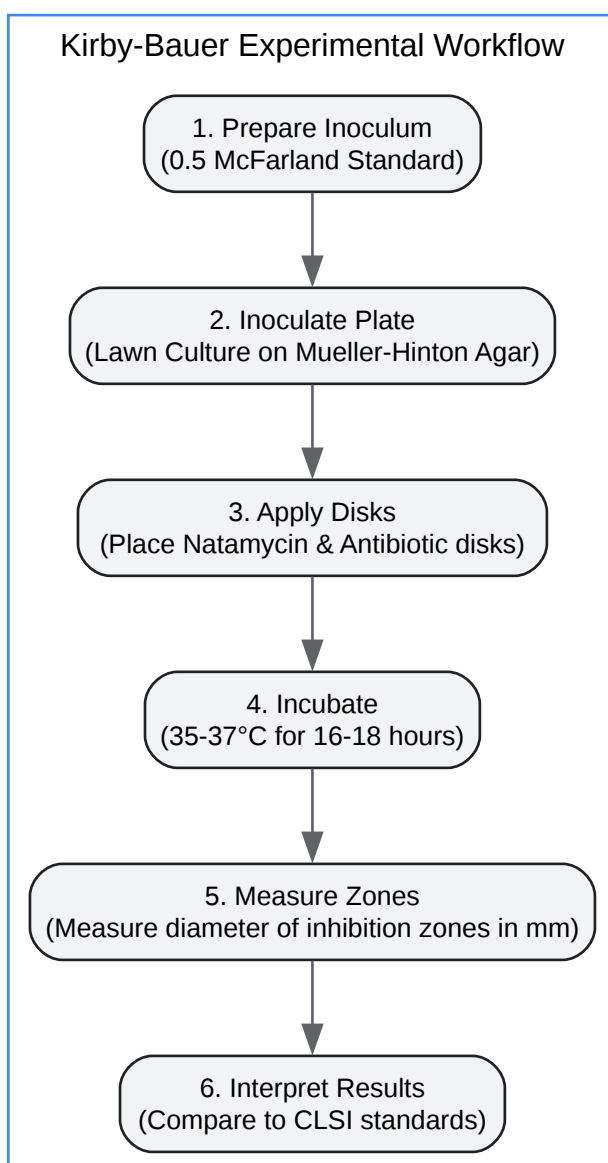 Kirby-Bauer Experimental Workflow
1. Prepare Inoculum
(0.5 McFarland Standard)
2. Inoculate Plate
(Lawn Culture on Mueller-Hinton Agar)
3. Apply Disks
(Place Natamycin & Antibiotic disks)
4. Incubate
(35-37°C for 16-18 hours)
5. Measure Zones
(Measure diameter of inhibition zones in mm)
6. Interpret Results
(Compare to CLSI standards)